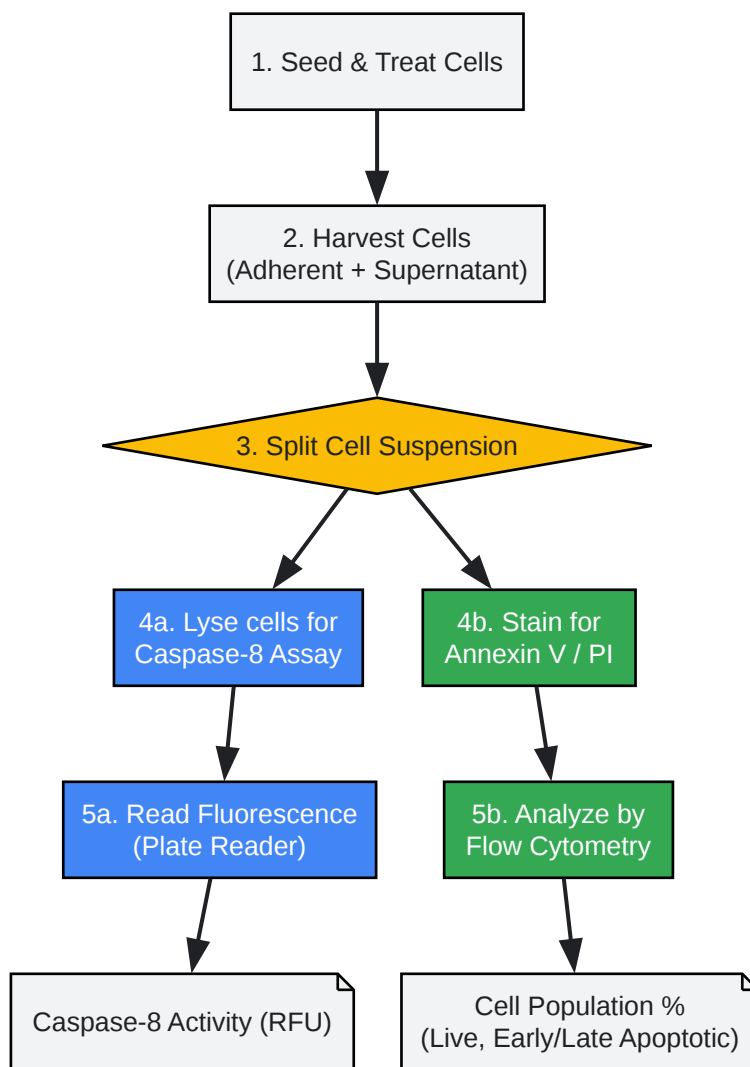 1. Seed & Treat Cells
2. Harvest Cells
(Adherent + Supernatant)
3. Split Cell Suspension
4a. Lyse cells for
Caspase-8 Assay
4b. Stain for
Annexin V / PI
5a. Read Fluorescence
(Plate Reader)
5b. Analyze by
Flow Cytometry
Caspase-8 Activity (RFU)
Cell Population %
(Live, Early/Late Apoptotic)